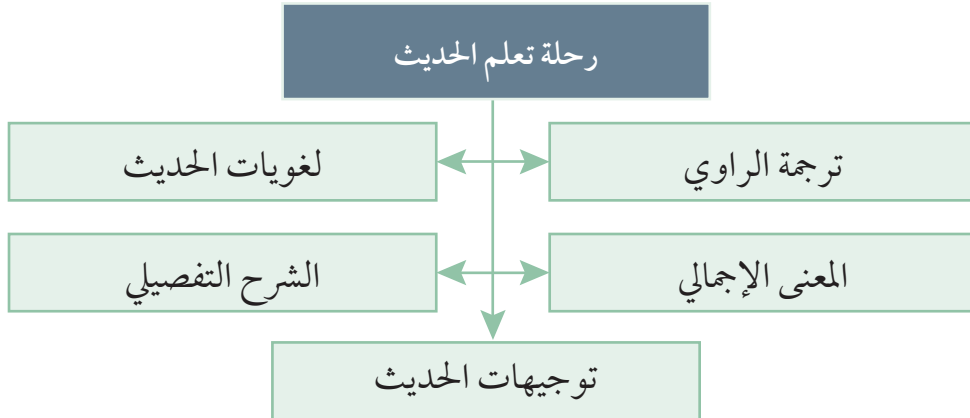 رحلة تعلم الحديث
ترجمة الراوي
لغويات الحديث
المعنى الإجمالي
الشرح التفصيلي
توجيهات الحديث